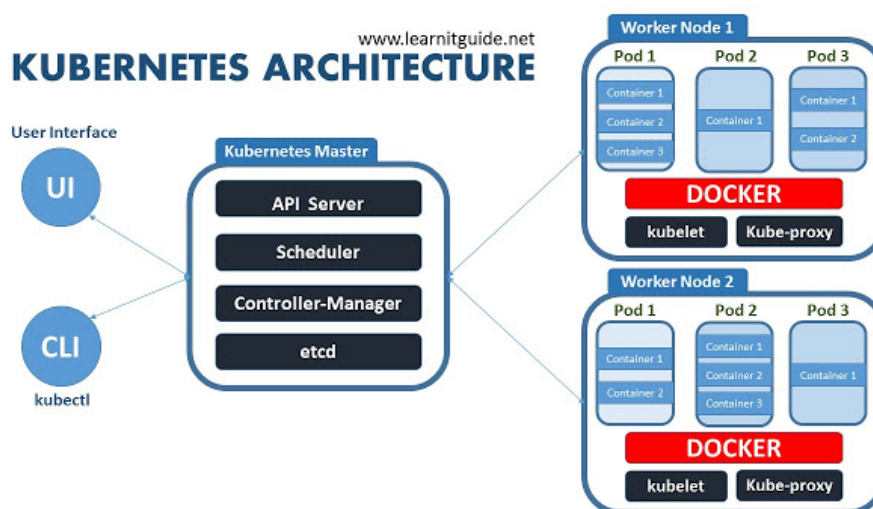 www.learnitguide.net
KUBERNETES ARCHITECTURE
User Interface
UI
CLI
kubectl
Kubernetes Master
API Server
Scheduler
Controller-Manager
etcd
Worker Node 1
Pod 1
Pod 2
Pod 3
Container 1
Container 2
Container 3
Container 1
Container 1
Container 2
DOCKER
kubelet
Kube-proxy
Worker Node 2
Pod 1
Pod 2
Pod 3
Container 1
Container 2
Container 1
Container 2
Container 3
Container 1
DOCKER
kubelet
Kube-proxy